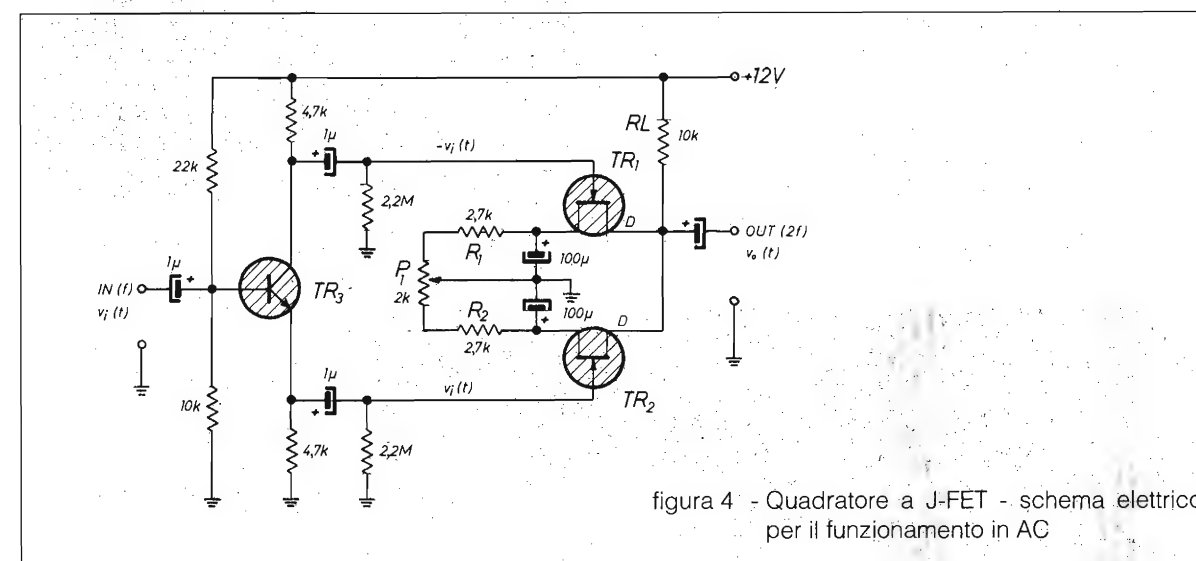 +12V
4,7k
RL
10k
1µ
-vi (t)
TR1
22k
2,2M
2,7k
D
OUT (2f)
R1
100µ
vo (t)
1µ
P1
IN (f)
TR3
2k
vi (t)
R2
100µ
2,7k
D
1µ
vi (t)
TR2
10k
4,7k
2,2M
figura 4 - Quadratore a J-FET - schema elettrico
per il funzionamento in AC